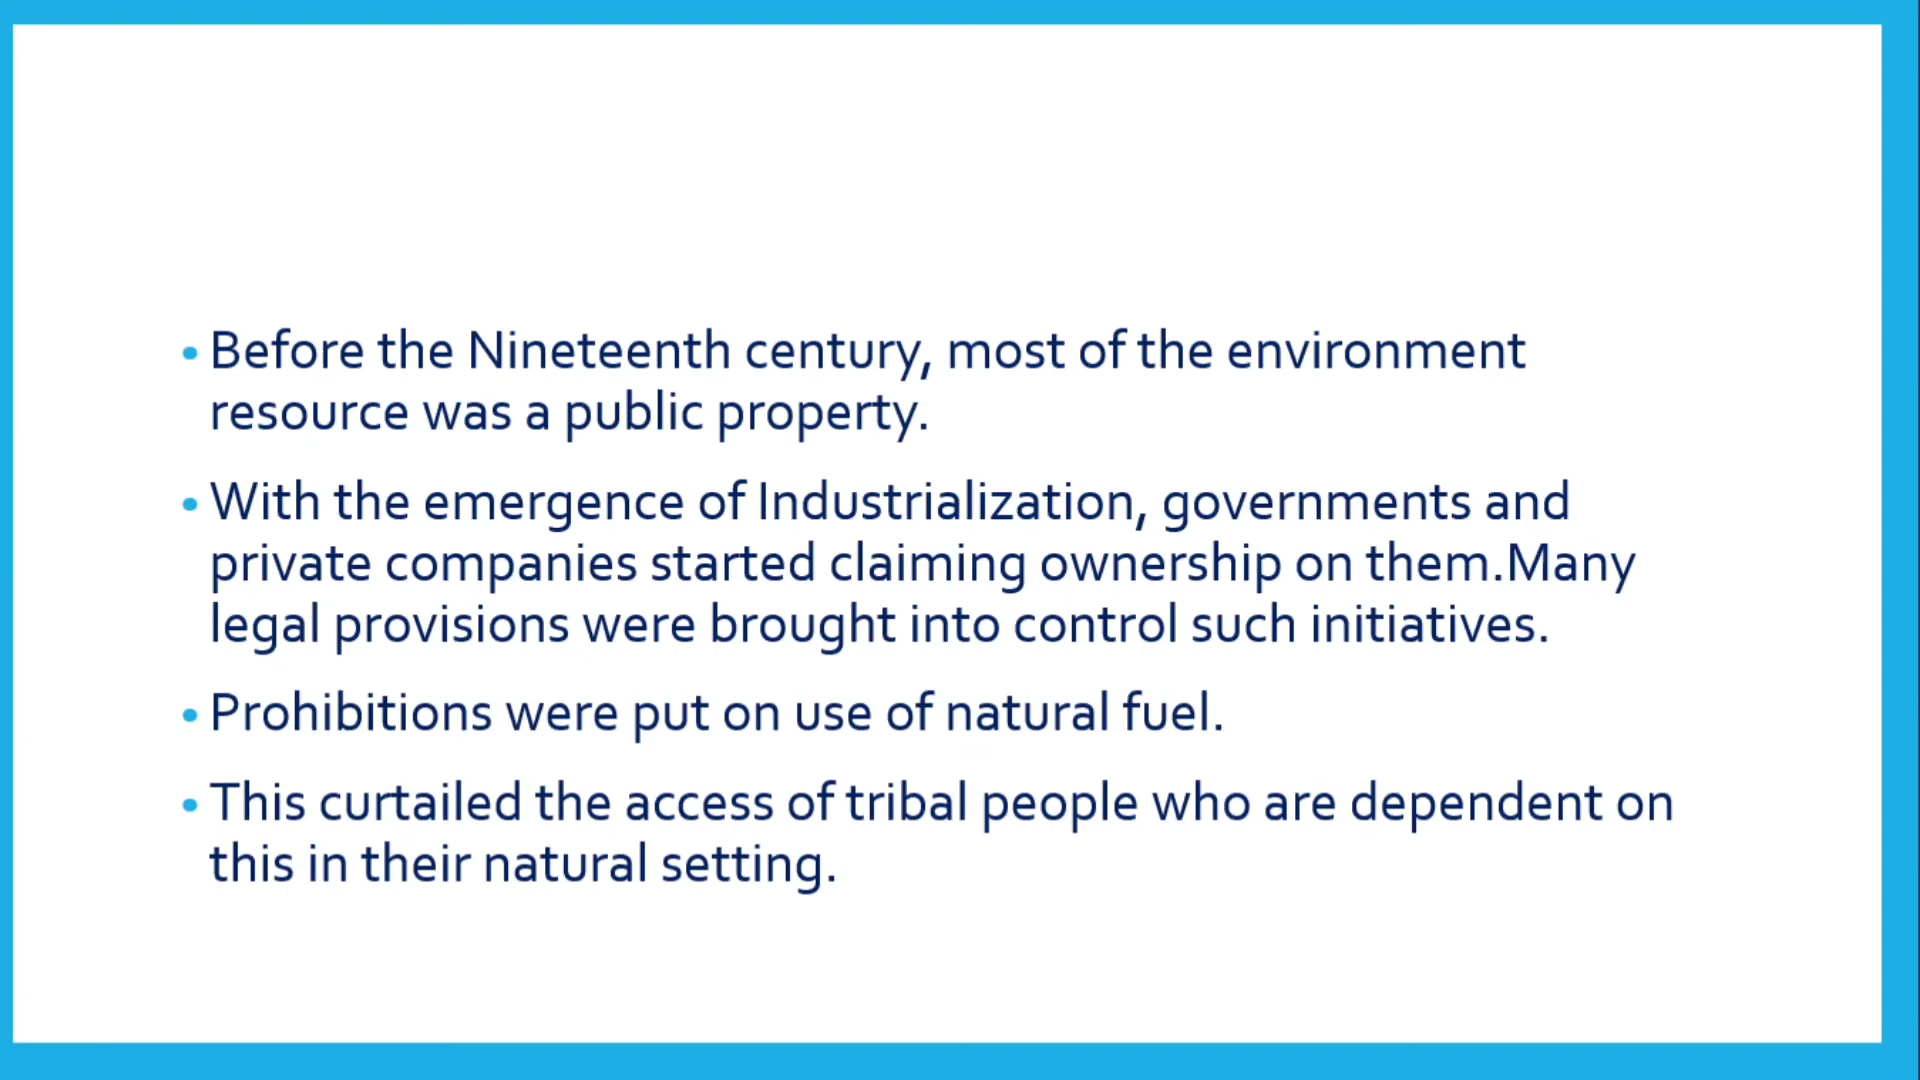 • Before the Nineteenth century, most of the environment
resource was a public property.
• With the emergence of Industrialization, governments and
private companies started claiming ownership on them.Many
legal provisions were brought into control such initiatives.
• Prohibitions were put on use of natural fuel.
• This curtailed the access of tribal people who are dependent on
this in their natural setting.